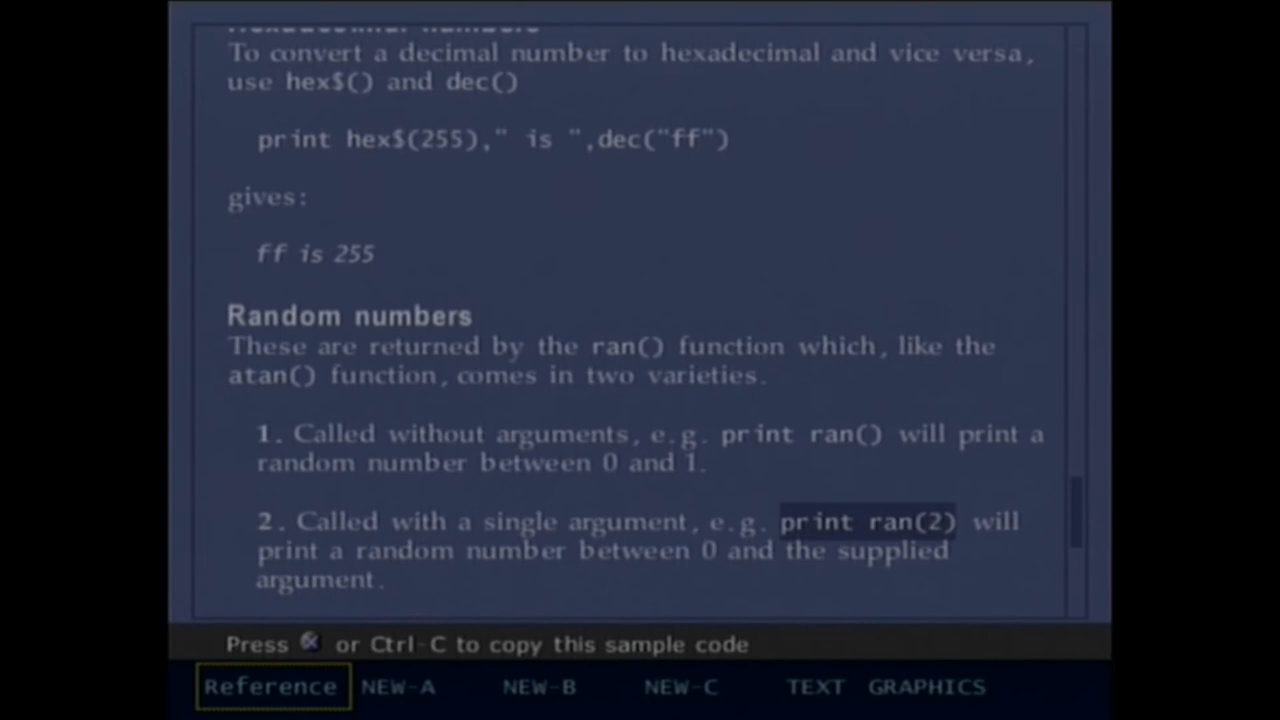 Hexadecimal numbers
To convert a decimal number to hexadecimal and vice versa,
use hex$() and dec()
print hex$(255)," is ",dec("ff")
gives:
ff is 255
Random numbers
These are returned by the ran() function which, like the
atan() function, comes in two varieties.
1. Called without arguments, e.g. print ran() will print a
random number between 0 and 1.
2. Called with a single argument, e.g. print ran(2) will
print a random number between 0 and the supplied
argument.
Press or Ctrl-C to copy this sample code
Reference NEW-A NEW-B NEW-C TEXT GRAPHICS